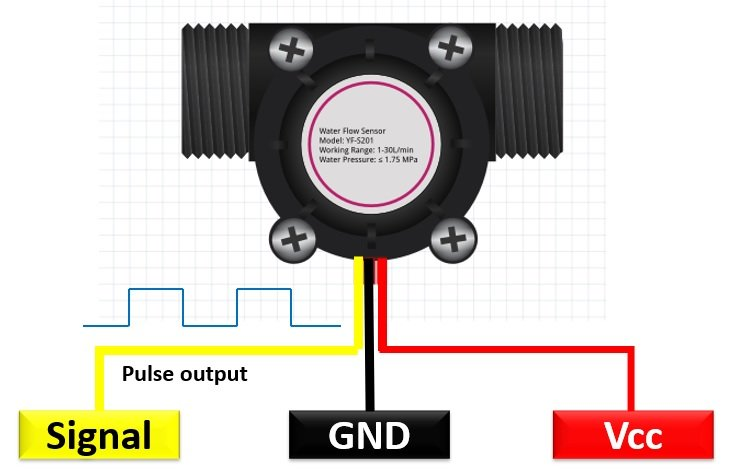 Water Flow Sensor
Model: YF-S201
Working Range: 1-30L/min
Water Pressure: ≤ 1.75 MPa
Pulse output
Signal
GND
Vcc